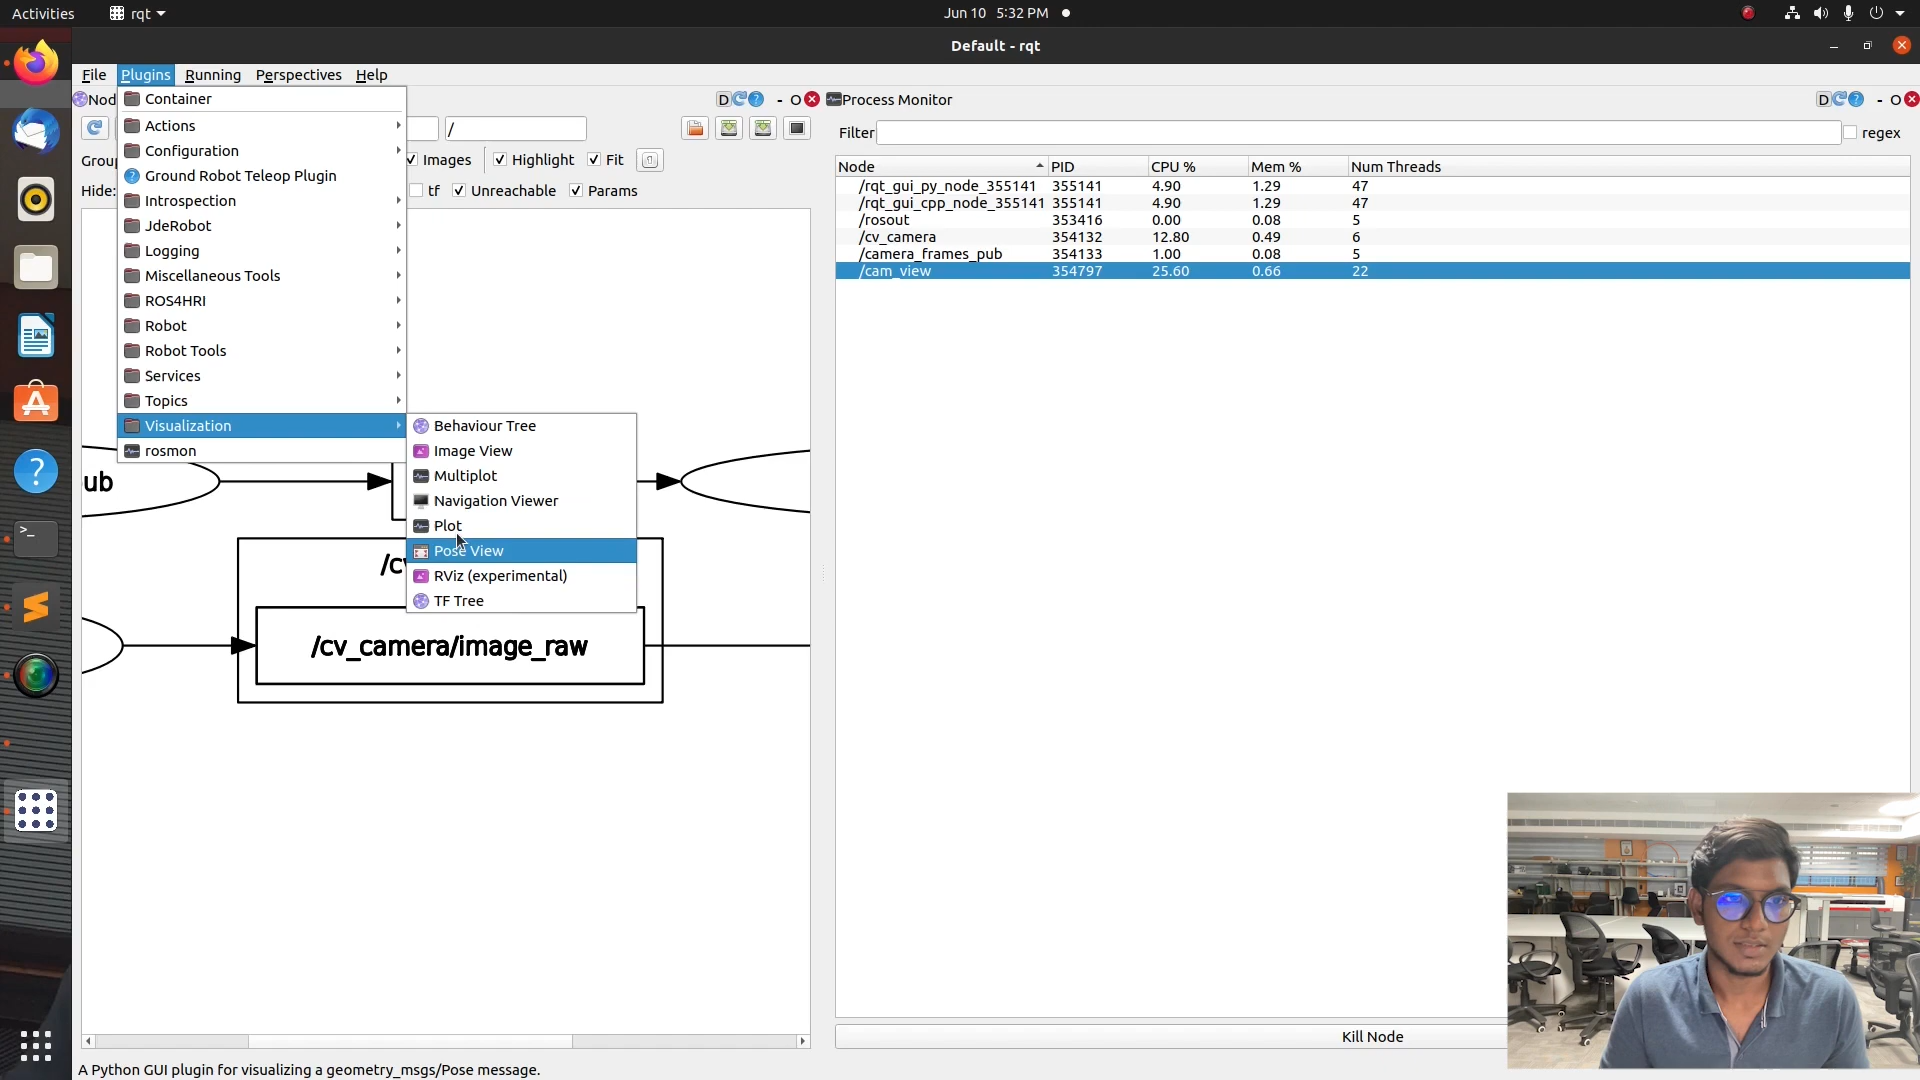 Activities
rqt
Jun 10 5:32 PM
Default - rqt
File Plugins Running Perspectives Help
Nod
D - O
Process Monitor
D - O
/
Filter
regex
Group
Images Highlight Fit
Hide:
tf Unreachable Params
Container
Actions
Configuration
Ground Robot Teleop Plugin
Introspection
JdeRobot
Logging
Miscellaneous Tools
ROS4HRI
Robot
Robot Tools
Services
Topics
Visualization
rosmon
Behaviour Tree
Image View
Multiplot
Navigation Viewer
Plot
Pose View
RViz (experimental)
TF Tree
ub
/cv
/cv_camera/image_raw
Node PID CPU % Mem % Num Threads
/rqt_gui_py_node_355141 355141 4.90 1.29 47
/rqt_gui_cpp_node_355141 355141 4.90 1.29 47
/rosout 353416 0.00 0.08 5
/cv_camera 354132 12.80 0.49 6
/camera_frames_pub 354133 1.00 0.08 5
/cam_view 354797 25.60 0.66 22
Kill Node
A Python GUI plugin for visualizing a geometry_msgs/Pose message.